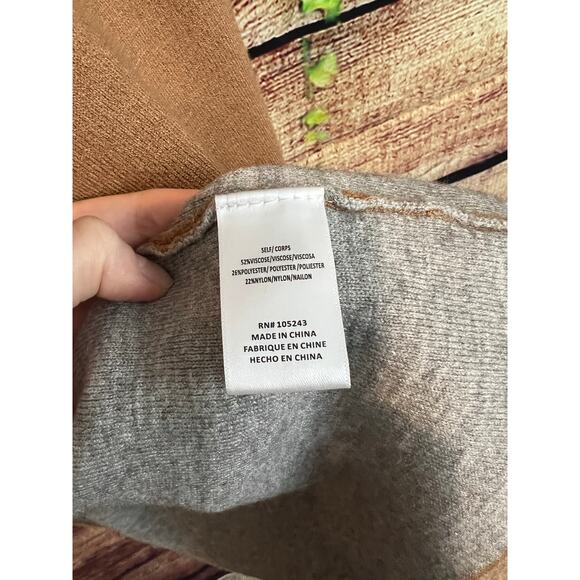 SELF/ CORPS
52%VISCOSE/VISCOSE/VISCOSA
26%POLYESTER/ POLYESTER /POLIESTER
22%NYLON/NYLON/NAILON
RN# 105243
MADE IN CHINA
FABRIQUE EN CHINE
HECHO EN CHINA